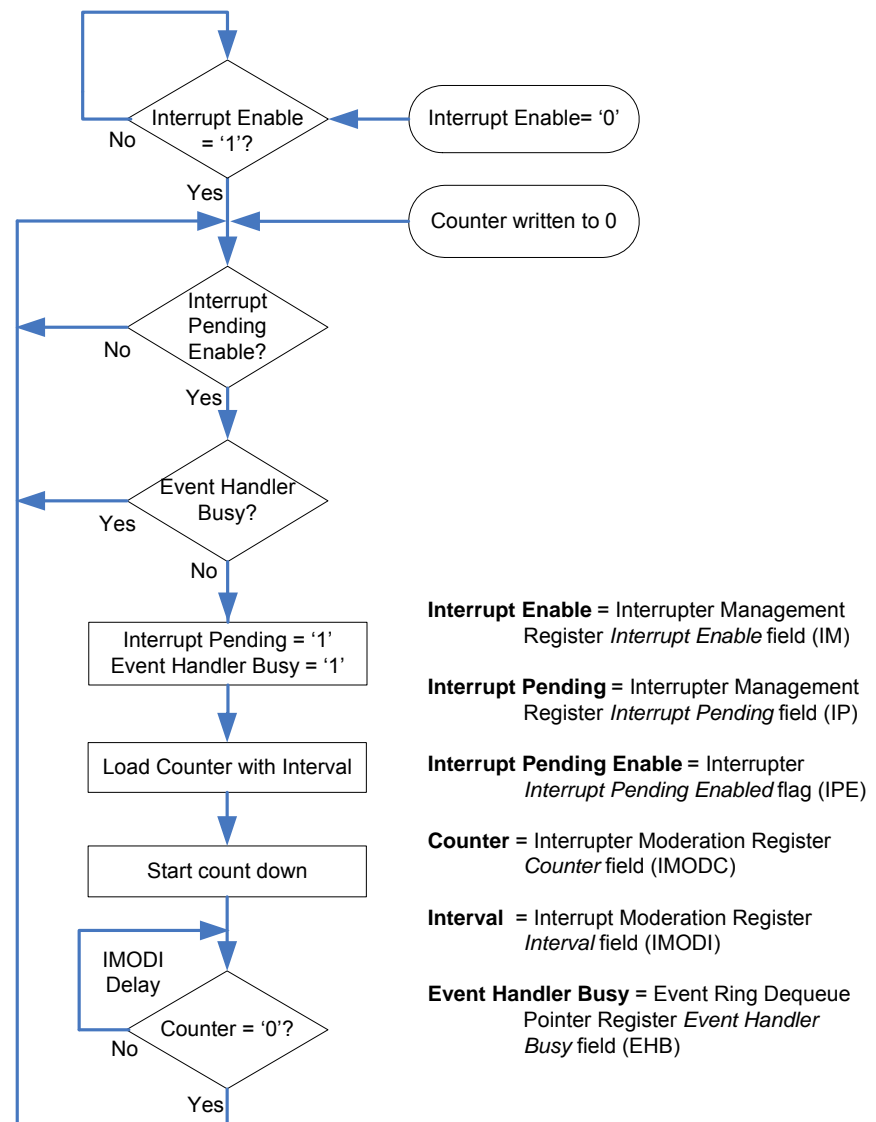 Interrupt Enable
= ‘1’?
No
Yes
Interrupt Enable= ‘0’
Counter written to 0
Interrupt
Pending
Enable?
No
Yes
Event Handler
Busy?
Yes
No
Interrupt Pending = ‘1’
Event Handler Busy = ‘1’
Load Counter with Interval
Start count down
IMODI
Delay
Counter = ‘0’?
No
Yes
Interrupt Enable = Interrupter Management
Register Interrupt Enable field (IM)
Interrupt Pending = Interrupter Management
Register Interrupt Pending field (IP)
Interrupt Pending Enable = Interrupter
Interrupt Pending Enabled flag (IPE)
Counter = Interrupter Moderation Register
Counter field (IMODC)
Interval = Interrupt Moderation Register
Interval field (IMODI)
Event Handler Busy = Event Ring Dequeue
Pointer Register Event Handler
Busy field (EHB)